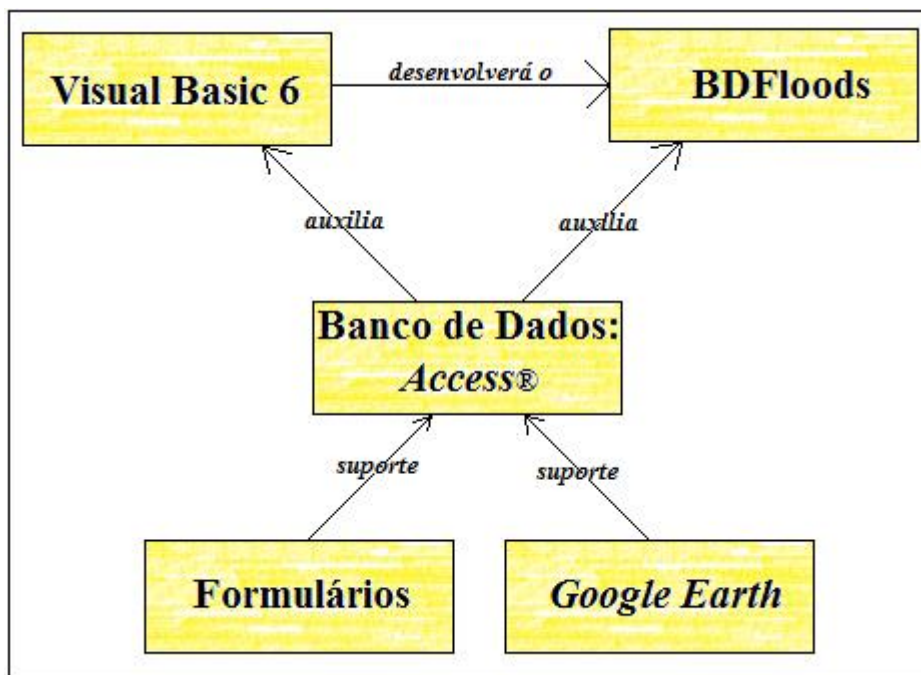 Visual Basic 6
desenvolverá o
BDFloods
auxilia
auxilia
Banco de Dados:
Access®
suporte
suporte
Formulários
Google Earth